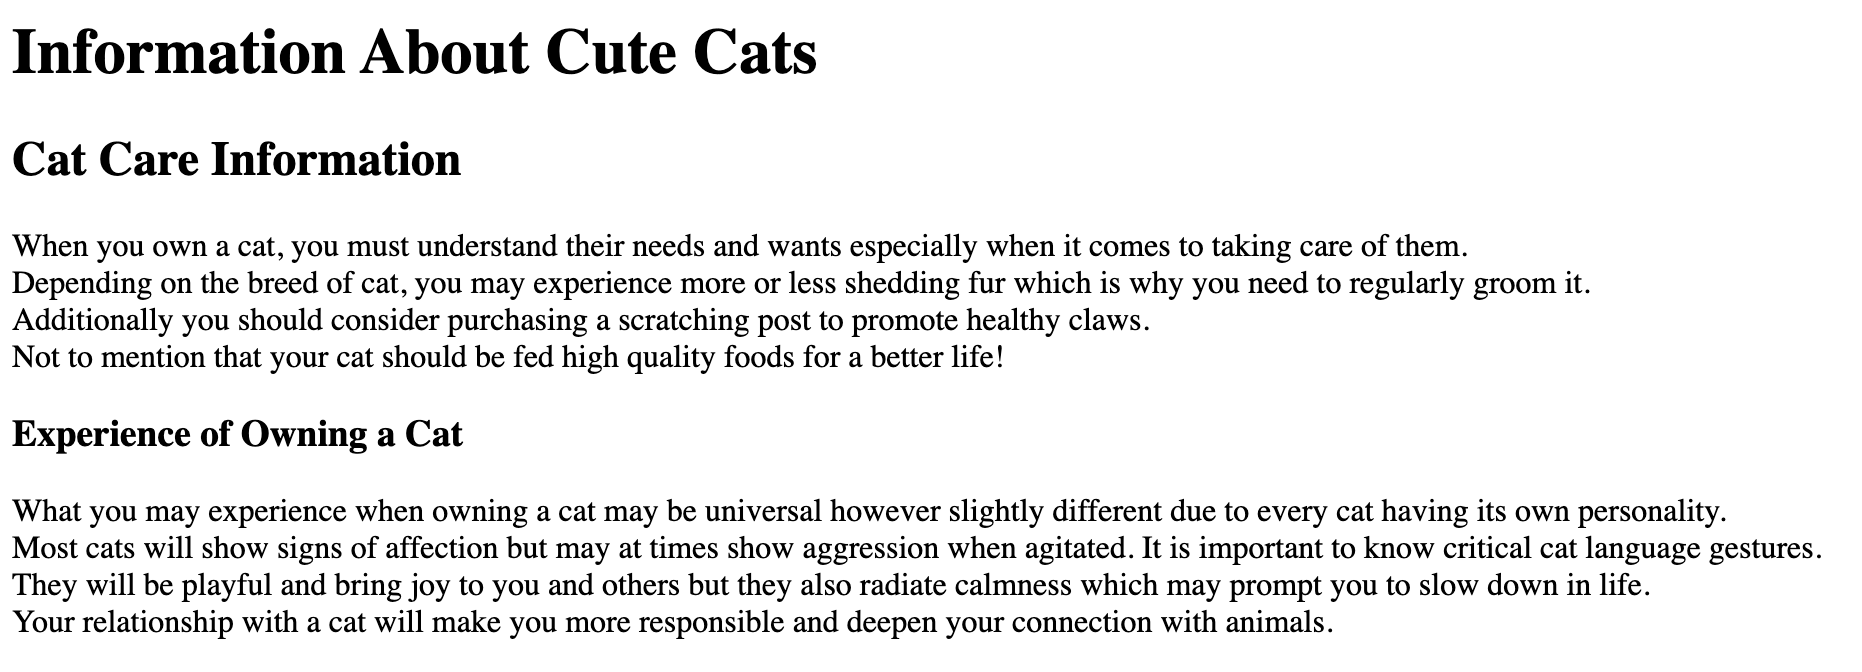 Information About Cute Cats
Cat Care Information
When you own a cat, you must understand their needs and wants especially when it comes to taking care of them.
Depending on the breed of cat, you may experience more or less shedding fur which is why you need to regularly groom it.
Additionally you should consider purchasing a scratching post to promote healthy claws.
Not to mention that your cat should be fed high quality foods for a better life!
Experience of Owning a Cat
What you may experience when owning a cat may be universal however slightly different due to every cat having its own personality.
Most cats will show signs of affection but may at times show aggression when agitated. It is important to know critical cat language gestures.
They will be playful and bring joy to you and others but they also radiate calmness which may prompt you to slow down in life.
Your relationship with a cat will make you more responsible and deepen your connection with animals.